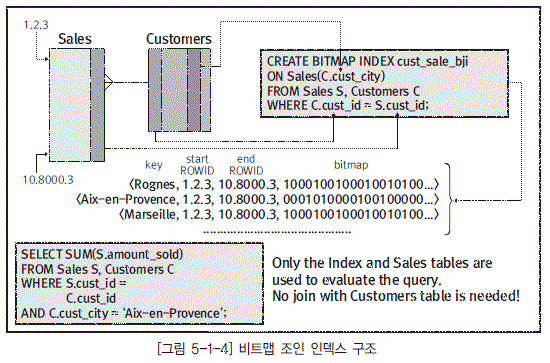 1.2.3
Sales
Customers
CREATE BITMAP INDEX cust_sale_bji
ON Sales(C.cust_city)
FROM Sales S, Customers C
WHERE C.cust_id = S.cust_id;
10.8000.3
key
start
ROWID
end
ROWID
bitmap
〈Rognes, 1.2.3, 10.8000.3, 1000100100010010100...〉
〈Aix-en-Provence, 1.2.3, 10.8000.3, 0001010000100100000...〉
〈Marseille, 1.2.3, 10.8000.3, 1000100100010010100...〉
SELECT SUM(S.amount_sold)
FROM Sales S, Customers C
WHERE S.cust_id =
C.cust_id
AND C.cust_city = 'Aix-en-Provence';
Only the Index and Sales tables are
used to evaluate the query.
No join with Customers table is needed!
[그림 5-1-4] 비트맵 조인 인덱스 구조